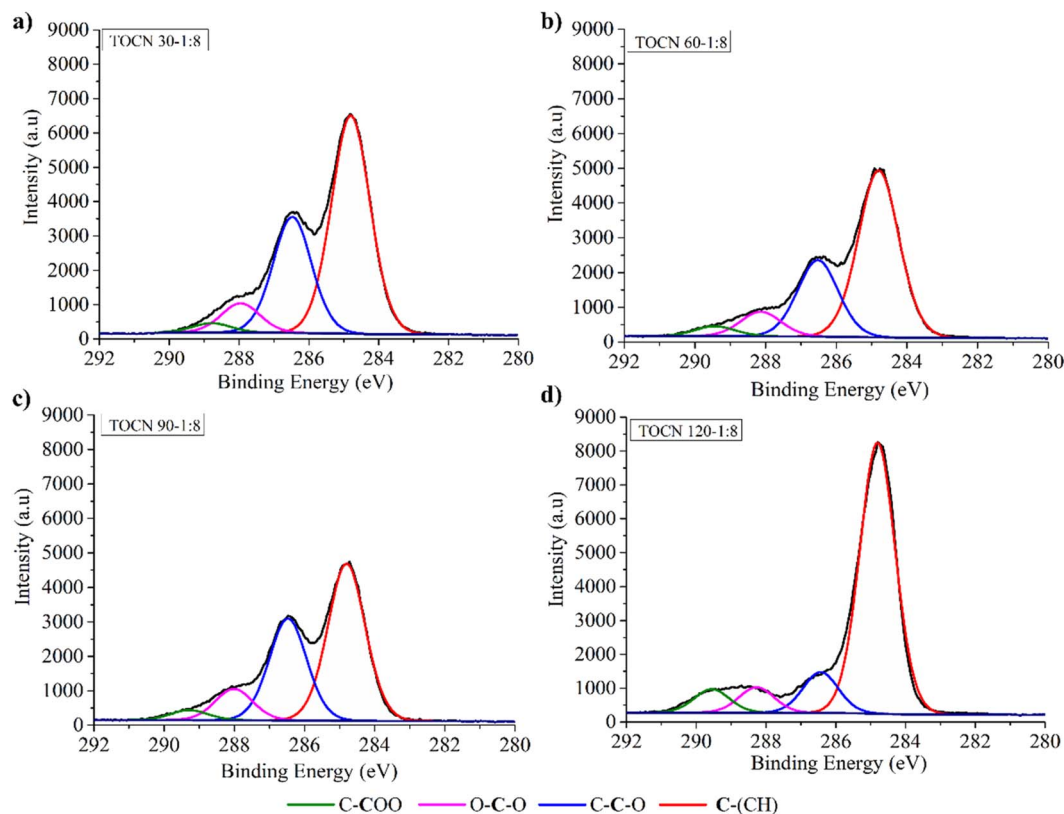 a)
TOCN 30-1:8
9000
8000
7000
6000
5000
4000
3000
2000
1000
0
Intensity (a.u)
292 290 288 286 284 282 280
Binding Energy (eV)
b)
TOCN 60-1:8
9000
8000
7000
6000
5000
4000
3000
2000
1000
0
Intensity (a.u)
292 290 288 286 284 282 280
Binding Energy (eV)
c)
TOCN 90-1:8
9000
8000
7000
6000
5000
4000
3000
2000
1000
0
Intensity (a.u)
292 290 288 286 284 282 280
Binding Energy (eV)
d)
TOCN 120-1:8
9000
8000
7000
6000
5000
4000
3000
2000
1000
0
Intensity (a.u)
292 290 288 286 284 282 280
Binding Energy (eV)
C-COO O-C-O C-C-O C-(CH)